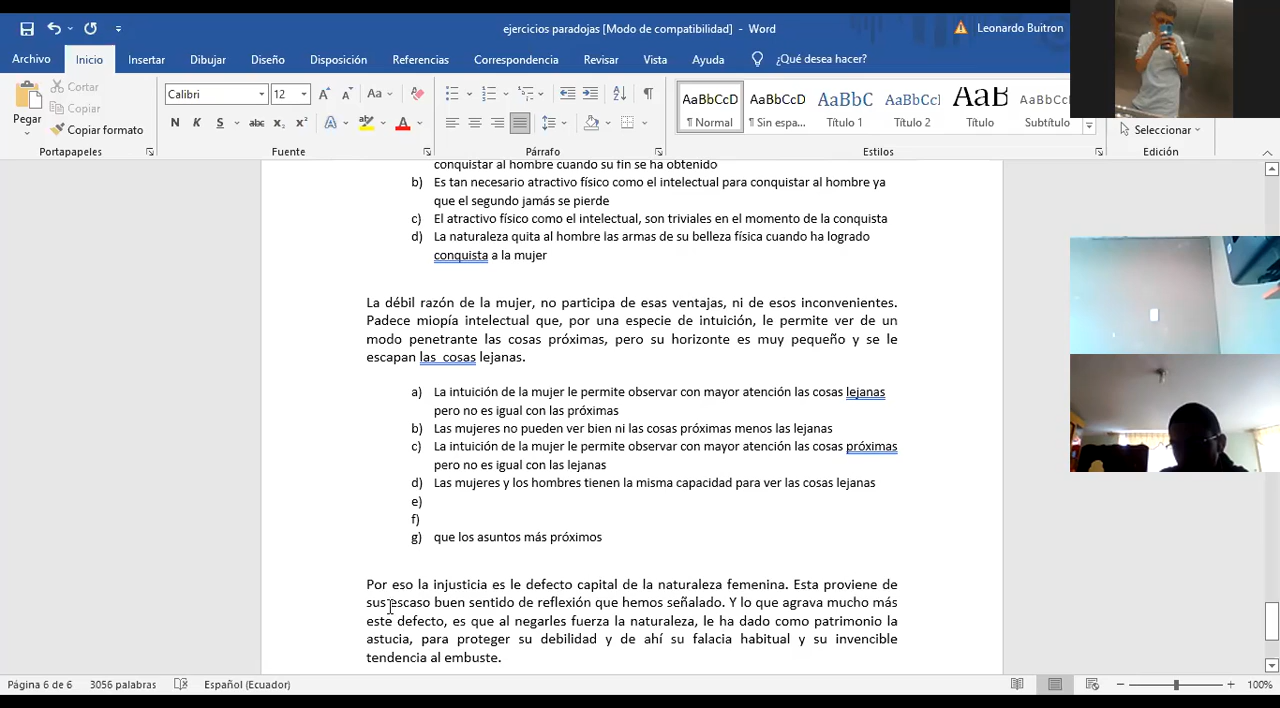 ejercicios paradojas [Modo de compatibilidad] - Word
Leonardo Buitron
Archivo Inicio Insertar Dibujar Diseño Disposición Referencias Correspondencia Revisar Vista Ayuda ¿Qué desea hacer?
Pegar
Cortar
Copiar
Copiar formato
Portapapeles
Calibri 12 Aa
N K S abc x₂ x² A A
Fuente
Párrafo
AaBbCcD AaBbCcD AaBbC AaBbCcl AaB AaBbCcD
¶ Normal ¶ Sin espa... Título 1 Título 2 Título Subtítulo
Estilos
Seleccionar
Edición
conquistar al hombre cuando su fin se ha obtenido
b) Es tan necesario atractivo físico como el intelectual para conquistar al hombre ya
que el segundo jamás se pierde
c) El atractivo físico como el intelectual, son triviales en el momento de la conquista
d) La naturaleza quita al hombre las armas de su belleza física cuando ha logrado
conquista a la mujer
La débil razón de la mujer, no participa de esas ventajas, ni de esos inconvenientes.
Padece miopía intelectual que, por una especie de intuición, le permite ver de un
modo penetrante las cosas próximas, pero su horizonte es muy pequeño y se le
escapan las cosas lejanas.
a) La intuición de la mujer le permite observar con mayor atención las cosas lejanas
pero no es igual con las próximas
b) Las mujeres no pueden ver bien ni las cosas próximas menos las lejanas
c) La intuición de la mujer le permite observar con mayor atención las cosas próximas
pero no es igual con las lejanas
d) Las mujeres y los hombres tienen la misma capacidad para ver las cosas lejanas
e)
f)
g) que los asuntos más próximos
Por eso la injusticia es le defecto capital de la naturaleza femenina. Esta proviene de
sus escaso buen sentido de reflexión que hemos señalado. Y lo que agrava mucho más
este defecto, es que al negarles fuerza la naturaleza, le ha dado como patrimonio la
astucia, para proteger su debilidad y de ahí su falacia habitual y su invencible
tendencia al embuste.
Página 6 de 6 3056 palabras Español (Ecuador) 100%